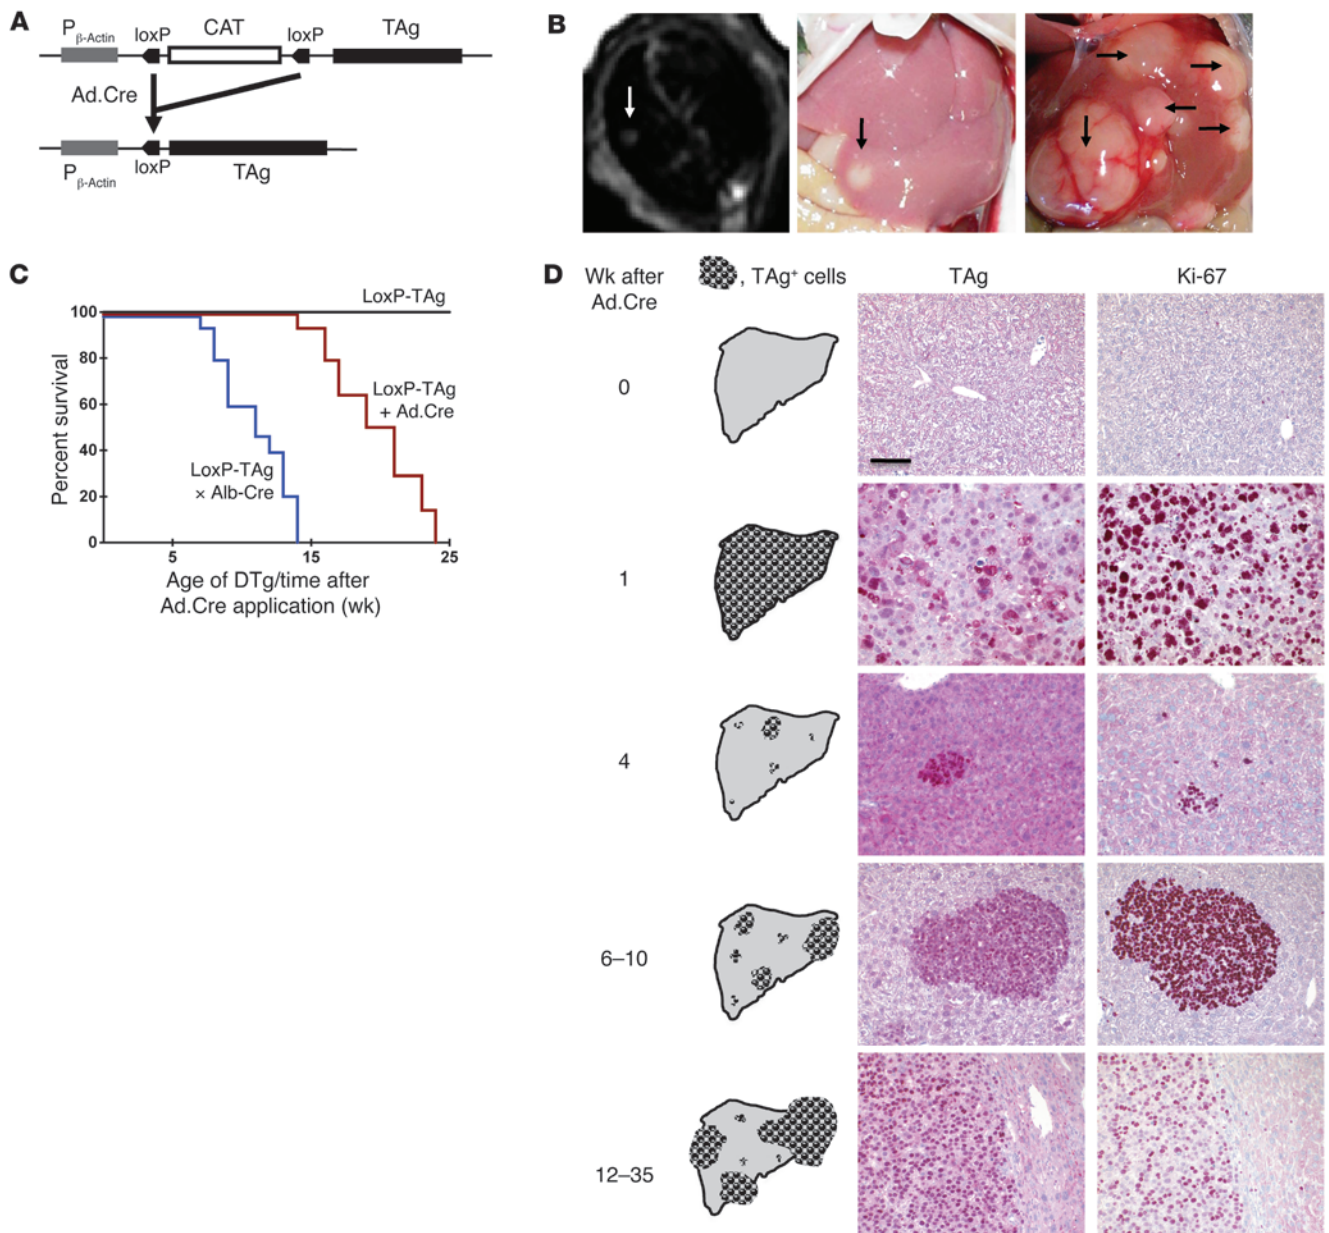 A
P β-Actin
loxP
CAT
loxP
TAg
Ad.Cre
P β-Actin
loxP
TAg
B
C
LoxP-TAg
100
80
60
40
20
0
Percent survival
LoxP-TAg
+ Ad.Cre
LoxP-TAg
× Alb-Cre
5
15
25
Age of DTg/time after
Ad.Cre application (wk)
D
Wk after
Ad.Cre
, TAg⁺ cells
TAg
Ki-67
0
1
4
6–10
12–35